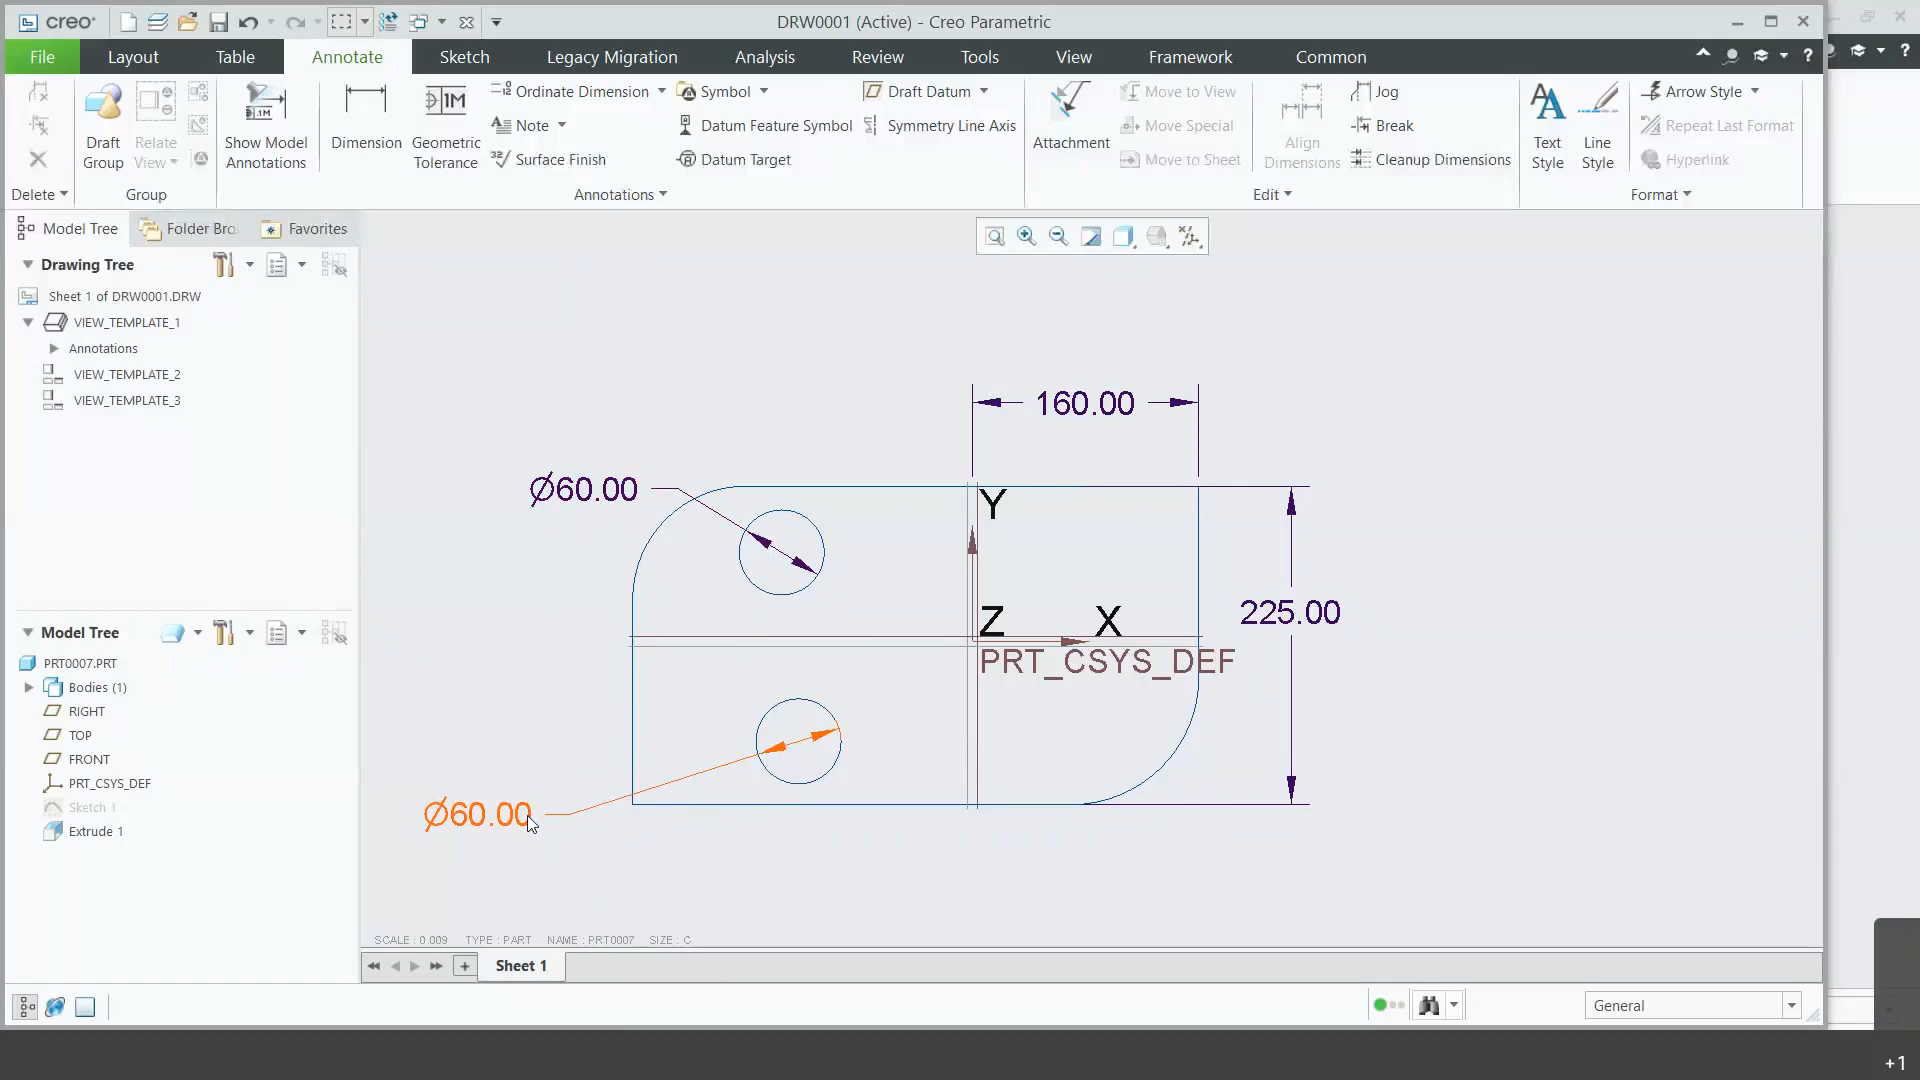 creo® DRW0001 (Active) - Creo Parametric
File Layout Table Annotate Sketch Legacy Migration Analysis Review Tools View Framework Common ?
?
Draft Group
Relate View
Show Model Annotations
Dimension
Geometric Tolerance
Ordinate Dimension
Note
Surface Finish
Symbol
Datum Feature Symbol
Datum Target
Draft Datum
Symmetry Line Axis
Attachment
Move to View
Move Special
Move to Sheet
Align Dimensions
Jog
Break
Cleanup Dimensions
Text Style
Line Style
Arrow Style
Repeat Last Format
Hyperlink
Delete Group Annotations Edit Format
Model Tree Folder Bro Favorites
Drawing Tree
Sheet 1 of DRW0001.DRW
VIEW_TEMPLATE_1
Annotations
VIEW_TEMPLATE_2
VIEW_TEMPLATE_3
Model Tree
PRT0007.PRT
Bodies (1)
RIGHT
TOP
FRONT
PRT_CSYS_DEF
Sketch 1
Extrude 1
160.00
Ø60.00
Y
Z X
225.00
PRT_CSYS_DEF
Ø60.00
SCALE : 0.009 TYPE : PART NAME : PRT0007 SIZE : C
Sheet 1
General
+1